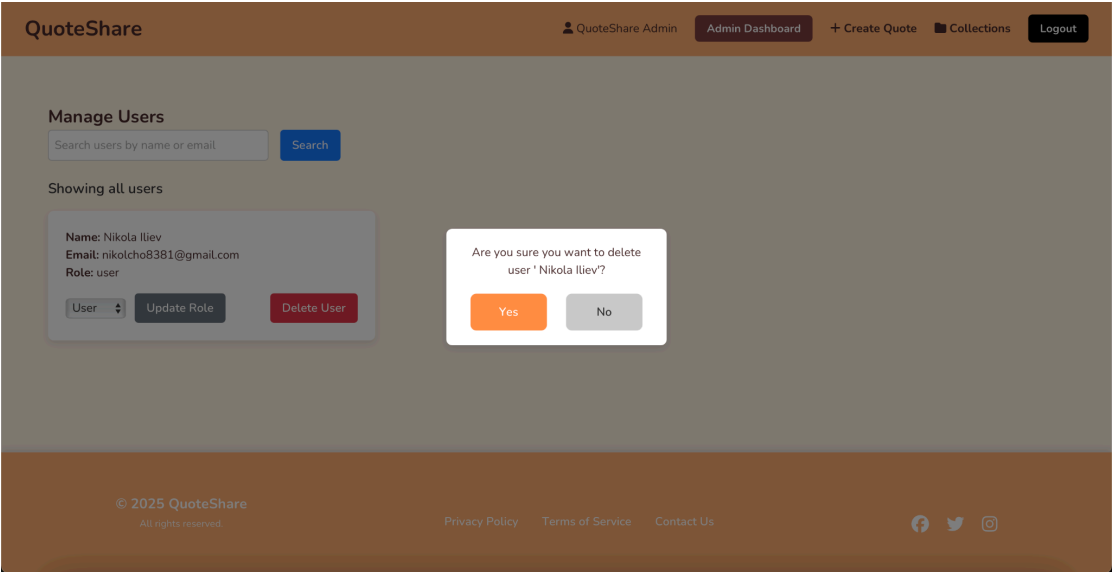 QuoteShare
QuoteShare Admin
Admin Dashboard
+ Create Quote
Collections
Logout
Manage Users
Search users by name or email
Search
Showing all users
Name: Nikola Iliev
Email: nikolcho8381@gmail.com
Role: user
User
Update Role
Delete User
Are you sure you want to delete
user ' Nikola Iliev'?
Yes
No
© 2025 QuoteShare
All rights reserved.
Privacy Policy
Terms of Service
Contact Us